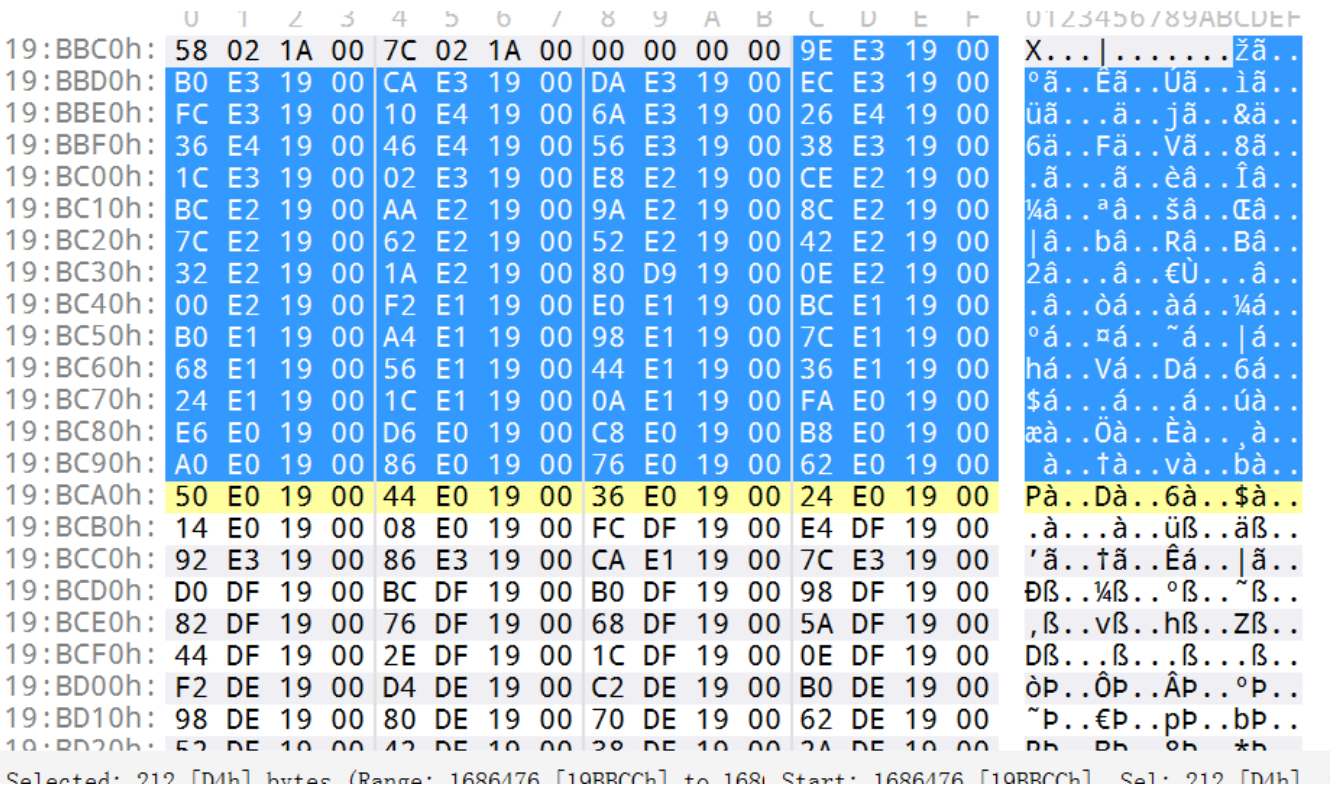 0 1 2 3 4 5 6 7 8 9 A B C D E F 0123456789ABCDEF
19:BBC0h: 58 02 1A 00 7C 02 1A 00 00 00 00 00 9E E3 19 00 X...|.......žã..
19:BBD0h: B0 E3 19 00 CA E3 19 00 DA E3 19 00 EC E3 19 00 °ã..Êã..Úã..ìã..
19:BBE0h: FC E3 19 00 10 E4 19 00 6A E3 19 00 26 E4 19 00 üã...ä..jã..&ä..
19:BBF0h: 36 E4 19 00 46 E4 19 00 56 E3 19 00 38 E3 19 00 6ä..Fä..Vã..8ã..
19:BC00h: 1C E3 19 00 02 E3 19 00 E8 E2 19 00 CE E2 19 00 .ã...ã..èâ..Îâ..
19:BC10h: BC E2 19 00 AA E2 19 00 9A E2 19 00 8C E2 19 00 ¼â..ªâ..šâ..Œâ..
19:BC20h: 7C E2 19 00 62 E2 19 00 52 E2 19 00 42 E2 19 00 |â..bâ..Râ..Bâ..
19:BC30h: 32 E2 19 00 1A E2 19 00 80 D9 19 00 0E E2 19 00 2â...â..€Ù...â..
19:BC40h: 00 E2 19 00 F2 E1 19 00 E0 E1 19 00 BC E1 19 00 .â..òá..àá..¼á..
19:BC50h: B0 E1 19 00 A4 E1 19 00 98 E1 19 00 7C E1 19 00 °á..¤á..˜á..|á..
19:BC60h: 68 E1 19 00 56 E1 19 00 44 E1 19 00 36 E1 19 00 há..Vá..Dá..6á..
19:BC70h: 24 E1 19 00 1C E1 19 00 0A E1 19 00 FA E0 19 00 $á...á...á..úà..
19:BC80h: E6 E0 19 00 D6 E0 19 00 C8 E0 19 00 B8 E0 19 00 æà..Öà..Èà..¸à..
19:BC90h: A0 E0 19 00 86 E0 19 00 76 E0 19 00 62 E0 19 00  à..†à..và..bà..
19:BCA0h: 50 E0 19 00 44 E0 19 00 36 E0 19 00 24 E0 19 00 Pà..Dà..6à..$à..
19:BCB0h: 14 E0 19 00 08 E0 19 00 FC DF 19 00 E4 DF 19 00 .à...à..üß..äß..
19:BCC0h: 92 E3 19 00 86 E3 19 00 CA E1 19 00 7C E3 19 00 ’ã..†ã..Êá..|ã..
19:BCD0h: D0 DF 19 00 BC DF 19 00 B0 DF 19 00 98 DF 19 00 Ðß..¼ß..°ß..˜ß..
19:BCE0h: 82 DF 19 00 76 DF 19 00 68 DF 19 00 5A DF 19 00 ‚ß..vß..hß..Zß..
19:BCF0h: 44 DF 19 00 2E DF 19 00 1C DF 19 00 0E DF 19 00 Dß...ß...ß...ß..
19:BD00h: F2 DE 19 00 D4 DE 19 00 C2 DE 19 00 B0 DE 19 00 òÞ..ÔÞ..ÂÞ..°Þ..
19:BD10h: 98 DE 19 00 80 DE 19 00 70 DE 19 00 62 DE 19 00 ˜Þ..€Þ..pÞ..bÞ..
19:BD20h: 52 DE 19 00 42 DE 19 00 38 DE 19 00 2A DE 19 00 RÞ..BÞ..8Þ..*Þ..
Selected: 212 [D4h] bytes (Range: 1686476 [19BBCCh] to 168 Start: 1686476 [19BBCCh] Sel: 212 [D4h]